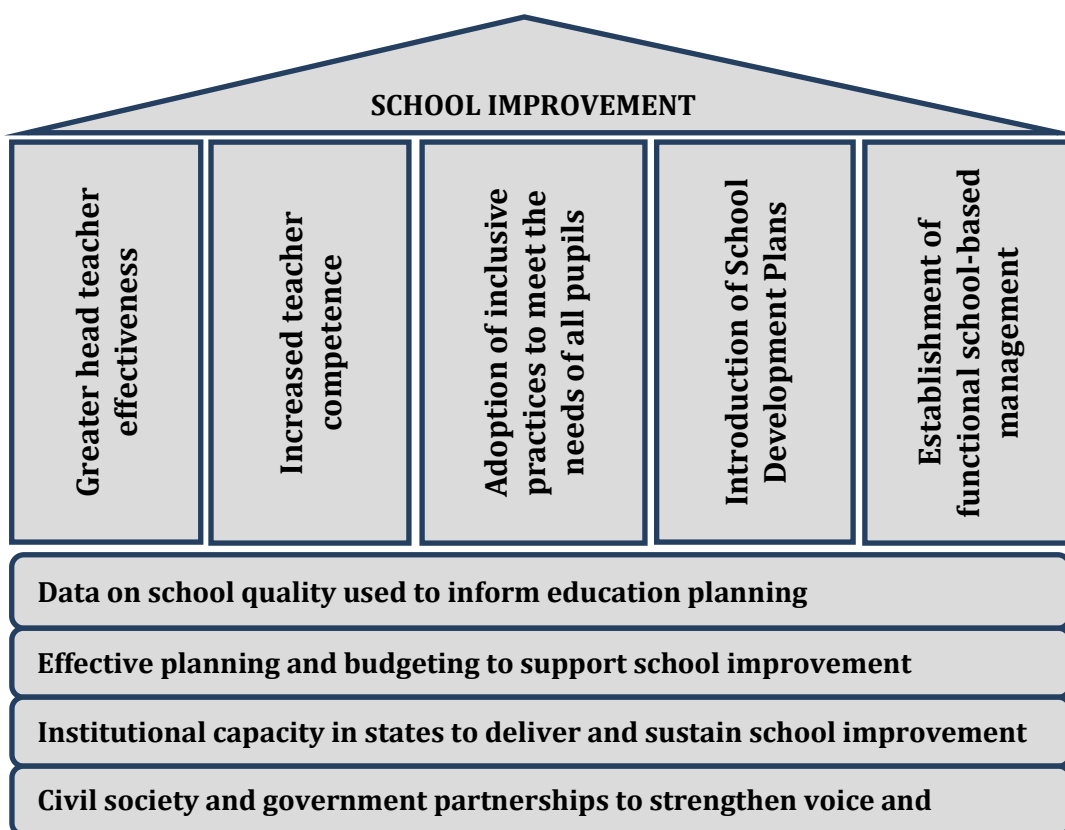 SCHOOL IMPROVEMENT
Greater head teacher
effectiveness
Increased teacher
competence
Adoption of inclusive
practices to meet the
needs of all pupils
Introduction of School
Development Plans
Establishment of
functional school-based
management
Data on school quality used to inform education planning
Effective planning and budgeting to support school improvement
Institutional capacity in states to deliver and sustain school improvement
Civil society and government partnerships to strengthen voice and